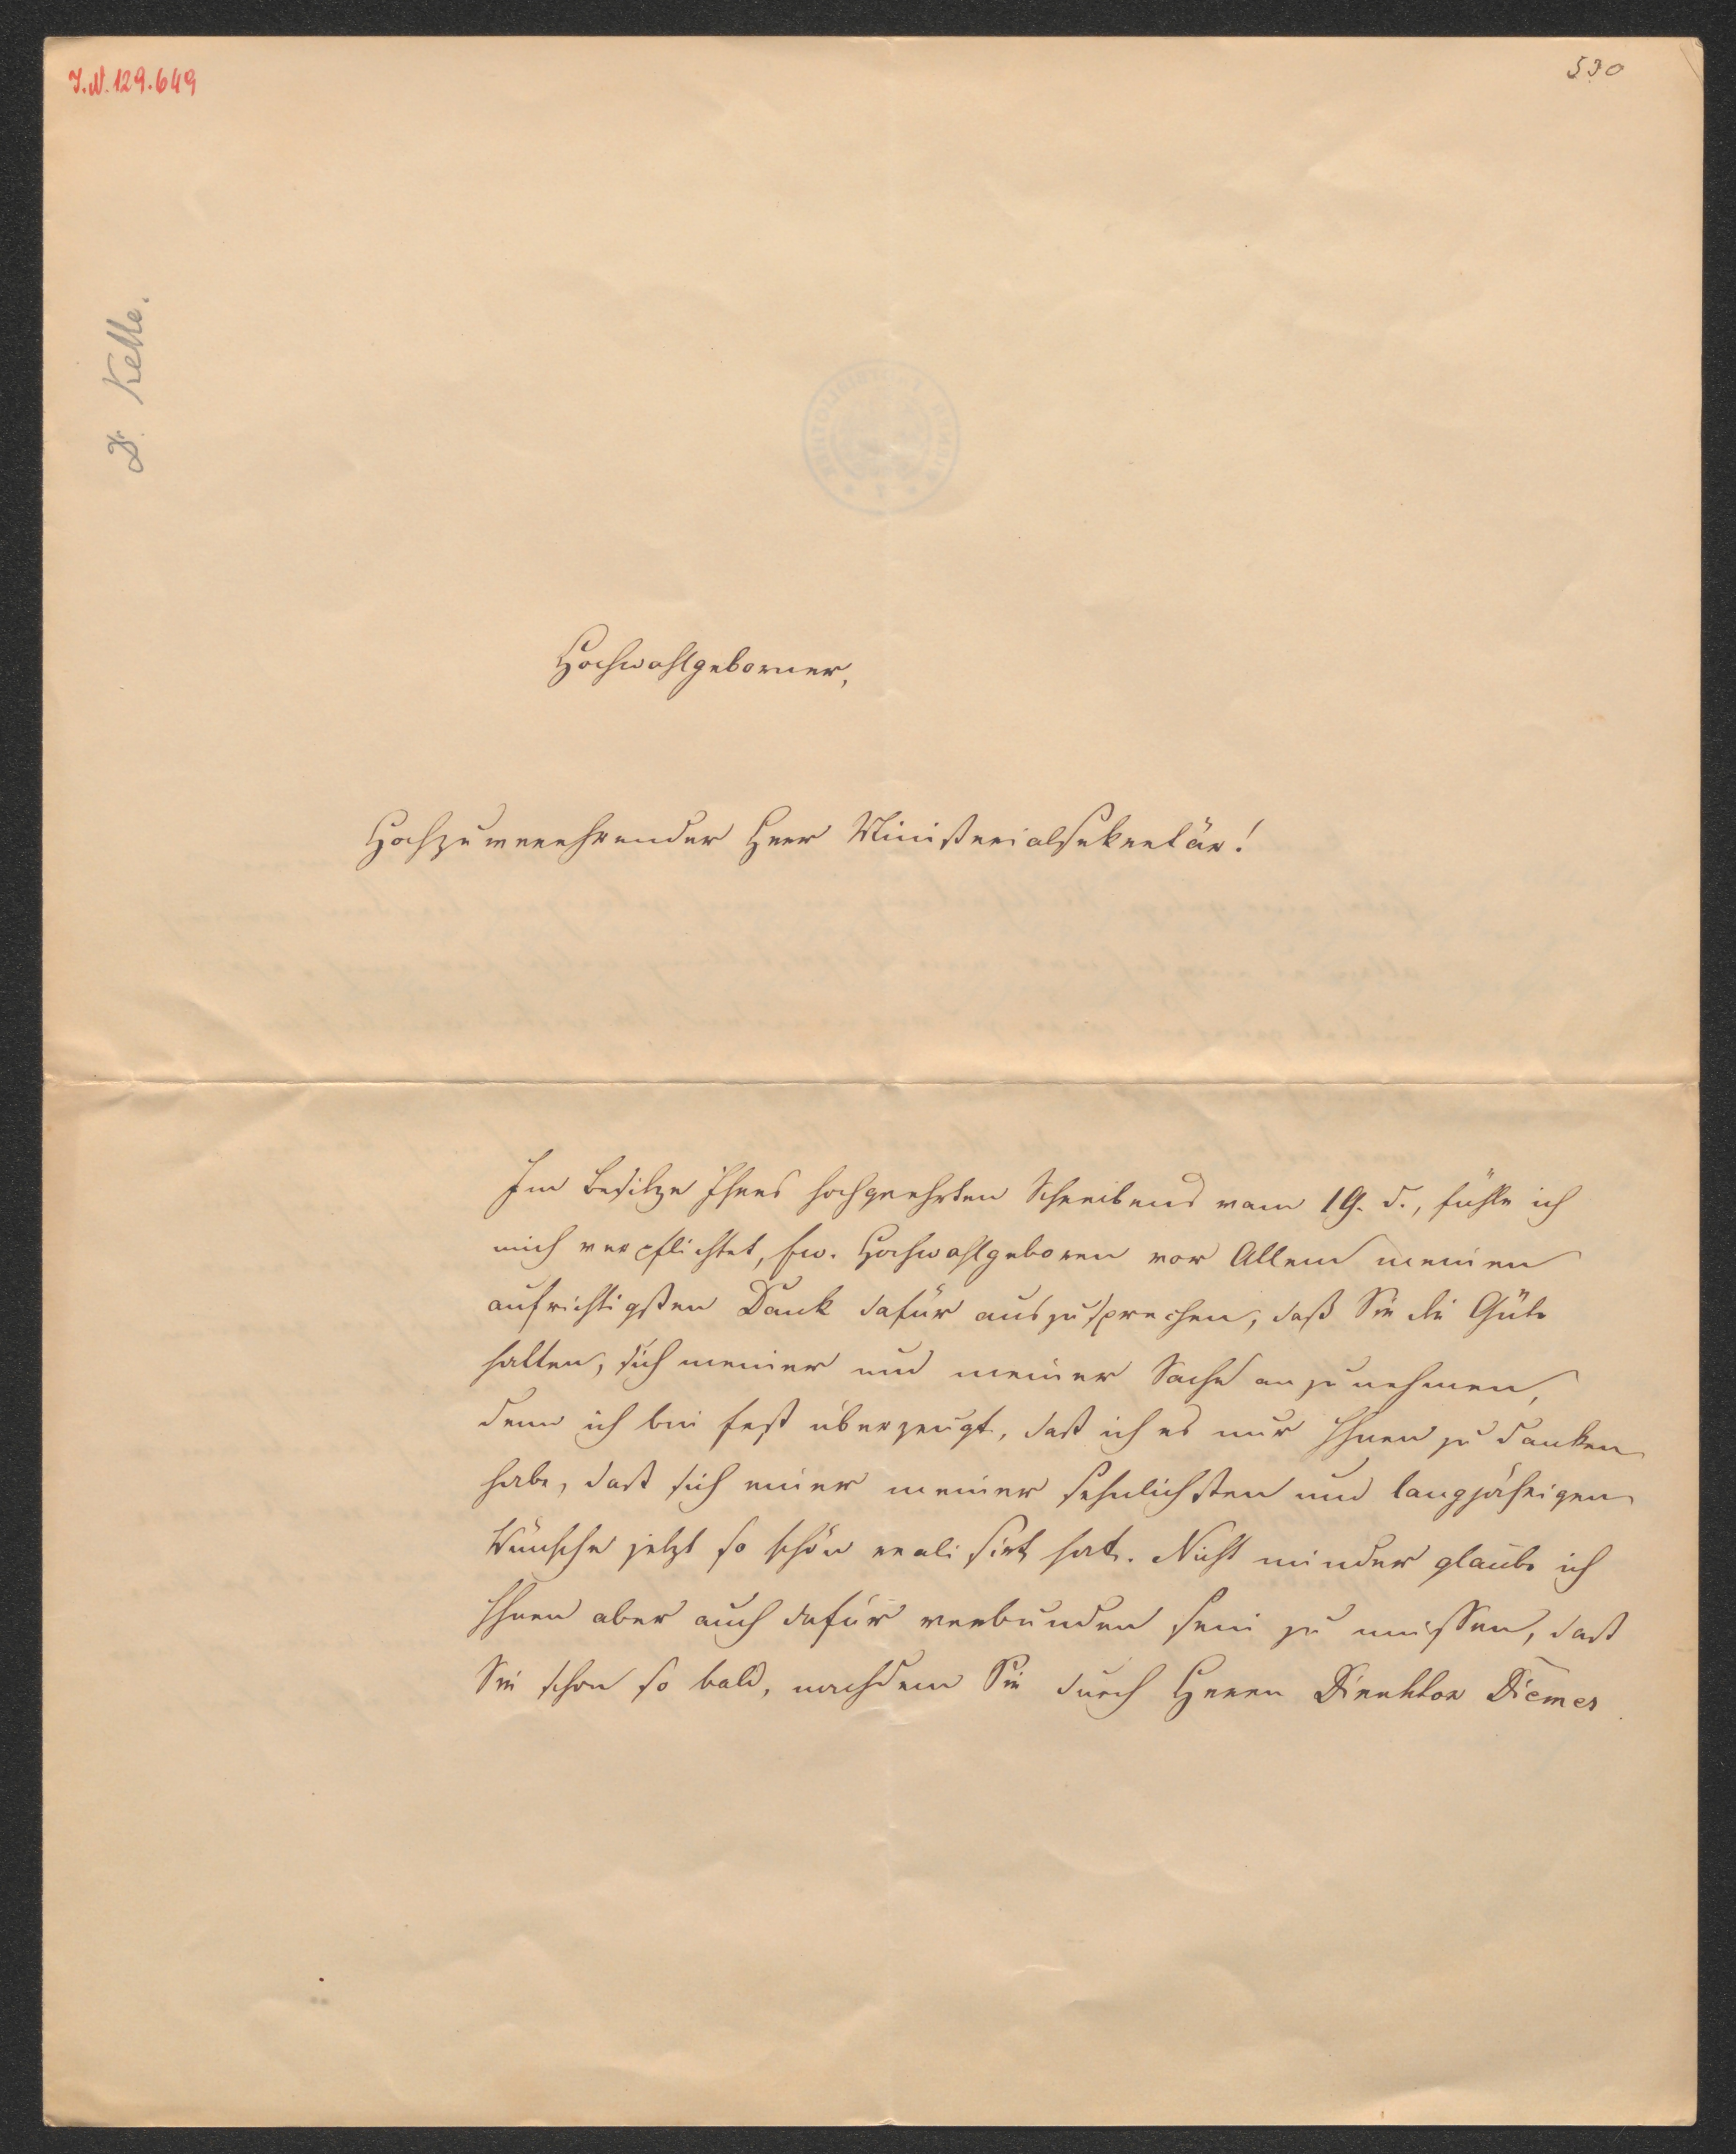 I.N. 129.649
530
Dr. Kelle.
Hochwohlgeborner,
Hochzuverehrender Herr Ministerialsekretär!
Im Besitze Ihres hochgeehrten Schreibens vom 19. d., fühle ich
mich verpflichtet, Ew. Hochwohlgeboren vor Allem meinen
aufrichtigsten Dank dafür auszusprechen, daß Sie die Güte
hatten, sich meiner und meiner Sache anzunehmen,
denn ich bin fest überzeugt, daß ich es nur Ihnen zu danken
habe, daß sich einer meiner sehnlichsten und langjährigen
Wünsche jetzt so schön realisirt hat. Nicht minder glaube ich
Ihnen aber auch dafür verbunden sein zu müssen, daß
Sie schon so bald, nachdem Sie durch Herrn Direktor Diemer